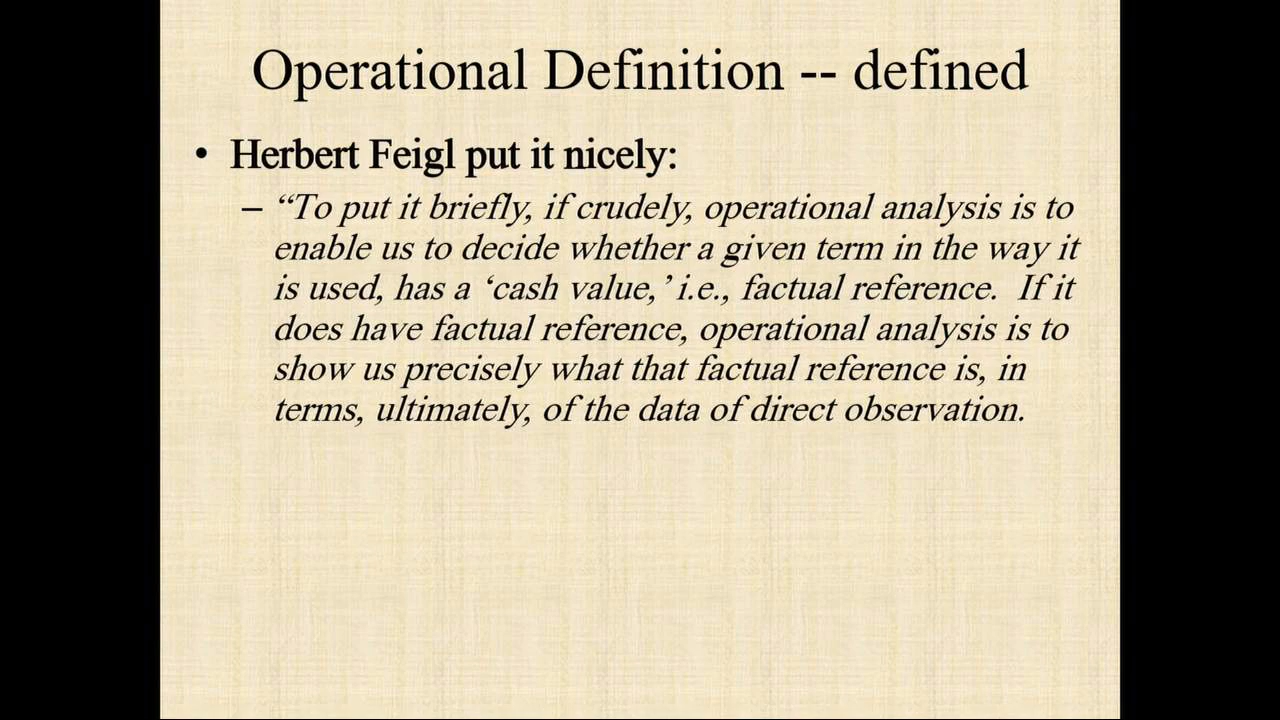 Operational Definition -- defined
• Herbert Feigl put it nicely:
– “To put it briefly, if crudely, operational analysis is to
enable us to decide whether a given term in the way it
is used, has a ‘cash value,’ i.e., factual reference.  If it
does have factual reference, operational analysis is to
show us precisely what that factual reference is, in
terms, ultimately, of the data of direct observation.